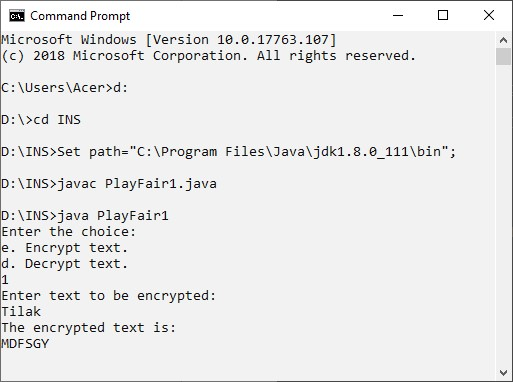 Command Prompt
Microsoft Windows [Version 10.0.17763.107]
(c) 2018 Microsoft Corporation. All rights reserved.
C:\Users\Acer>d:
D:\>cd INS
D:\INS>Set path="C:\Program Files\Java\jdk1.8.0_111\bin";
D:\INS>javac PlayFair1.java
D:\INS>java PlayFair1
Enter the choice:
e. Encrypt text.
d. Decrypt text.
1
Enter text to be encrypted:
Tilak
The encrypted text is:
MDFSGY